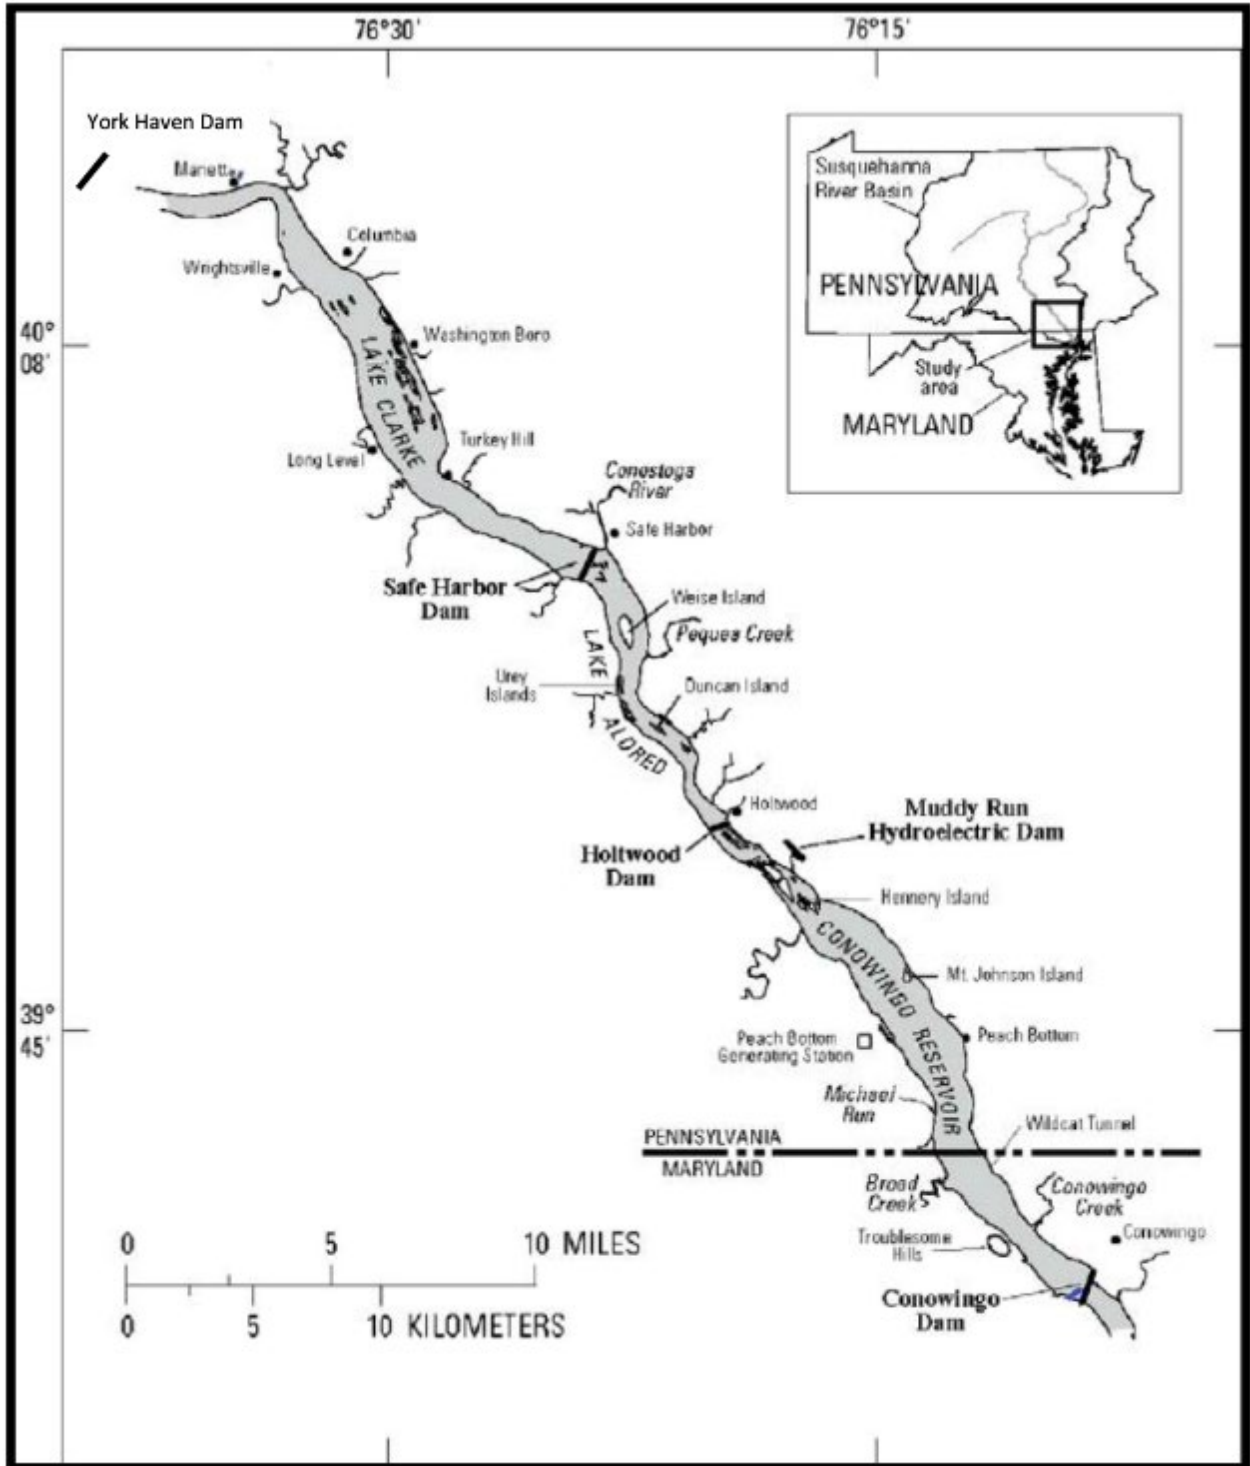 76°30'
76°15'
York Haven Dam
Mariett
Columbia
Wrightsville
40°
08'
Washington Boro
LAKE CLARKE
Turkey Hill
Long Level
Conestoga
River
Safe Harbor
Safe Harbor
Dam
Weise Island
Pequea Creek
LAKE
ALDRED
Urey
Islands
Duncan Island
Holtwood
Muddy Run
Hydroelectric Dam
Holtwood
Dam
Hennery Island
CONOWINGO RESERVOIR
Mt. Johnson Island
39°
45'
Peach Bottom
Generating Station
Peach Bottom
Michael
Run
Wildcat Tunnel
PENNSYLVANIA
MARYLAND
Broad
Creek
Conowingo
Creek
Conowingo
Troublesome
Hills
Conowingo
Dam
0 5 10 MILES
0 5 10 KILOMETERS
Susquehanna
River Basin
PENNSYLVANIA
Study
area
MARYLAND